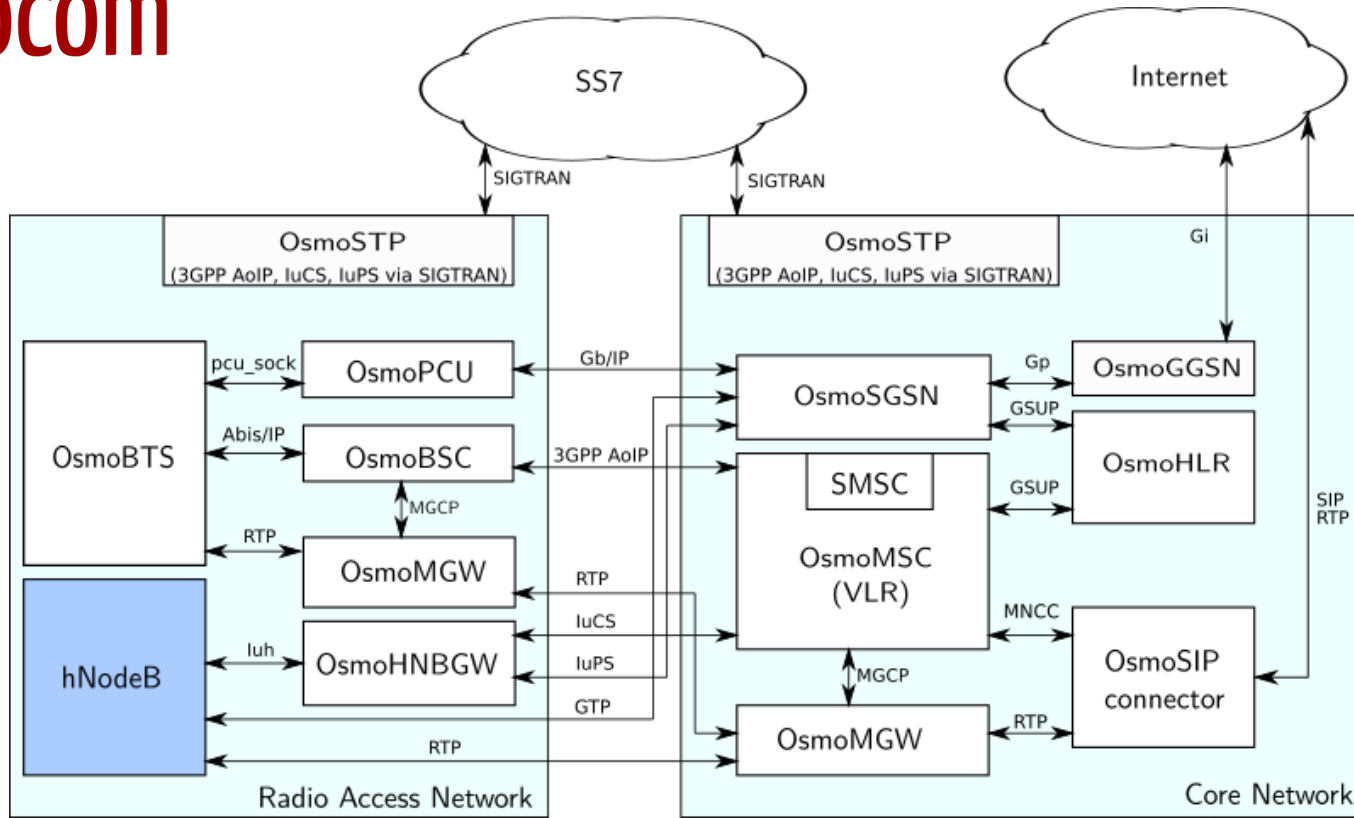 SS7
Internet
SIGTRAN
SIGTRAN
OsmoSTP
(3GPP AoIP, IuCS, IuPS via SIGTRAN)
OsmoSTP
(3GPP AoIP, IuCS, IuPS via SIGTRAN)
Gi
pcu_sock
OsmoPCU
Gb/IP
OsmoSGSN
Gp
OsmoGGSN
GSUP
OsmoBTS
Abis/IP
OsmoBSC
3GPP AoIP
SMSC
GSUP
OsmoHLR
SIP
RTP
MGCP
RTP
OsmoMGW
RTP
OsmoMSC
(VLR)
IuCS
MNCC
hNodeB
Iuh
OsmoHNBGW
IuPS
MGCP
OsmoSIP
connector
GTP
RTP
OsmoMGW
RTP
Radio Access Network
Core Network